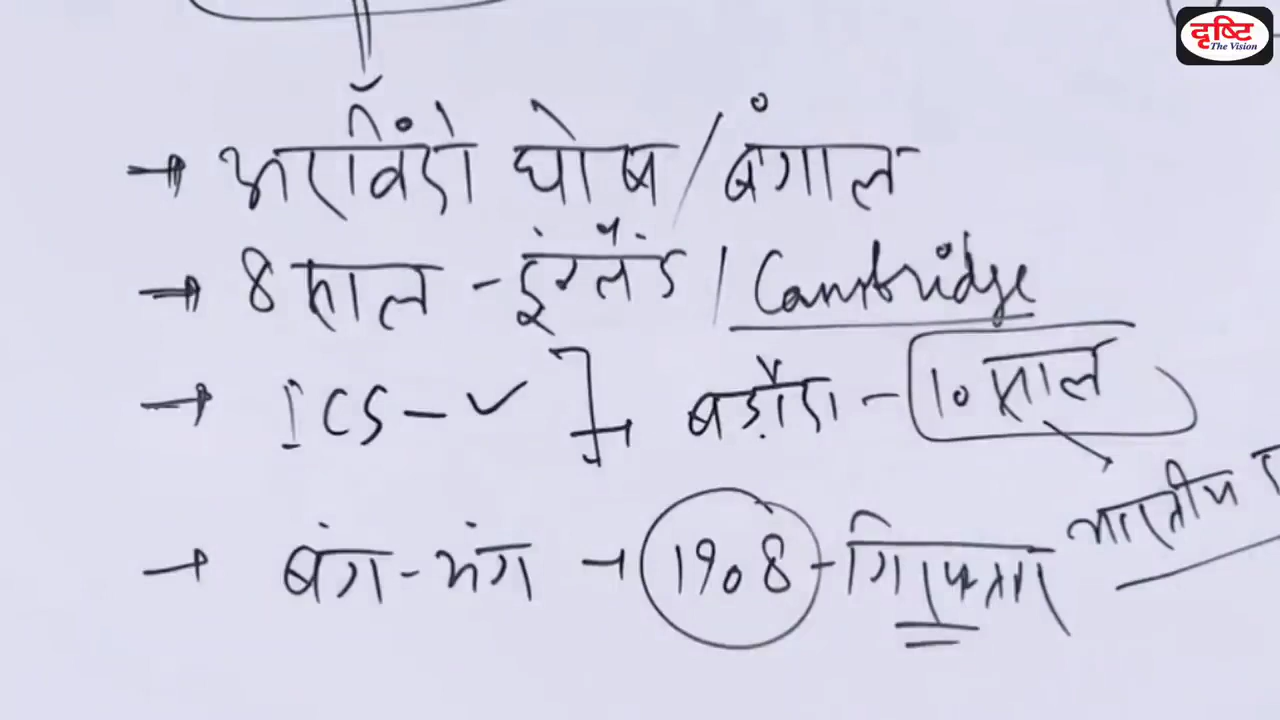 दृष्टि
The Vision
→ अरविंदो घोष / बंगाल
→ 8 साल - इंग्लैंड / Cambridge
→ ICS - ✓ ] → बड़ौदा - 10 साल
भारतीय
→ बंग-भंग → 1908 - गिरफ्तार